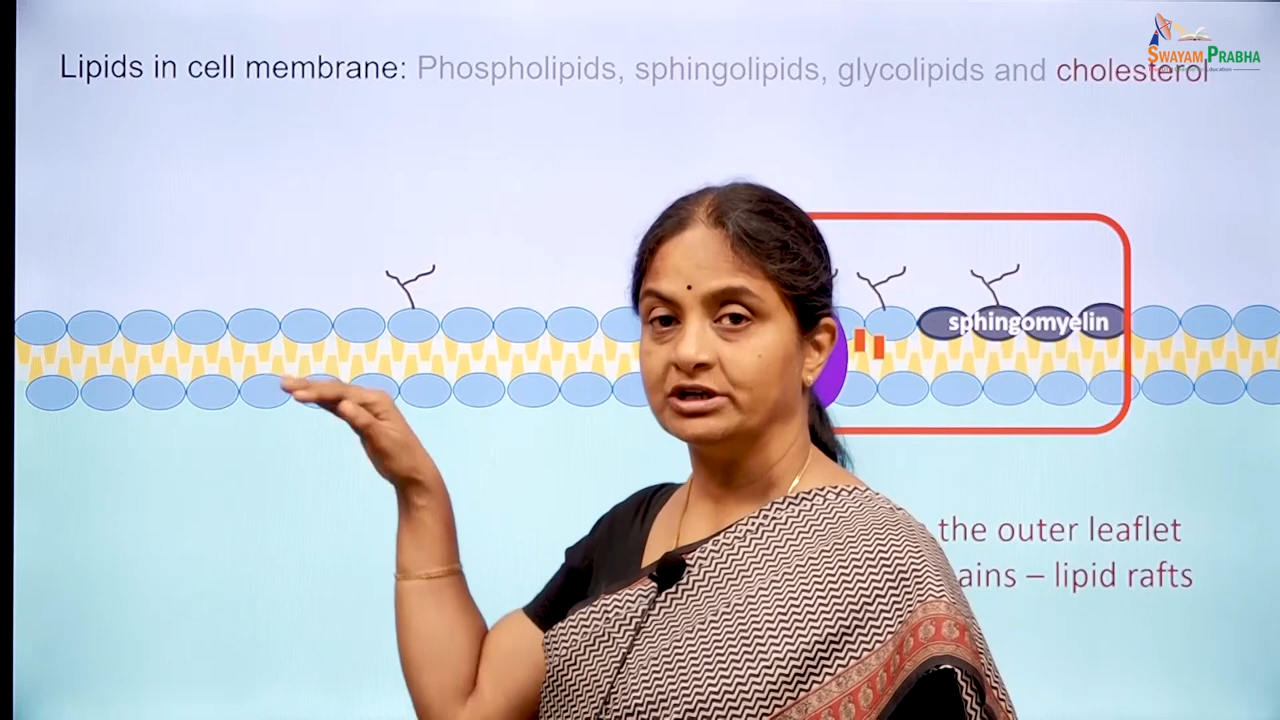 SWAYAM PRABHA
Lipids in cell membrane: Phospholipids, sphingolipids, glycolipids and cholesterol
sphingomyelin
the outer leaflet
ains – lipid rafts